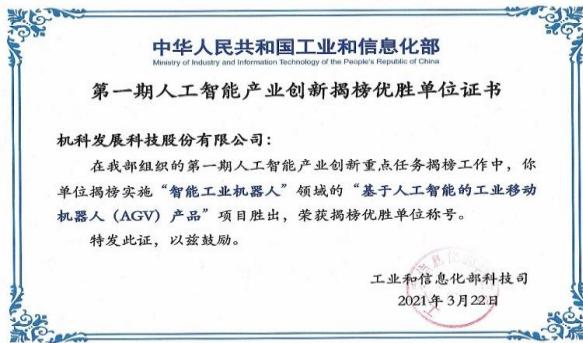 中华人民共和国工业和信息化部
Ministry of Industry and Information Technology of the People's Republic of China
第一期人工智能产业创新揭榜优胜单位证书
机科发展科技股份有限公司：
在我部组织的第一期人工智能产业创新重点任务揭榜工作中，你
单位揭榜实施“智能工业机器人”领域的“基于人工智能的工业移动
机器人（AGV）产品”项目胜出，荣获揭榜优胜单位称号。
特发此证，以兹鼓励。
工业和信息化部科技司
2021年3月22日